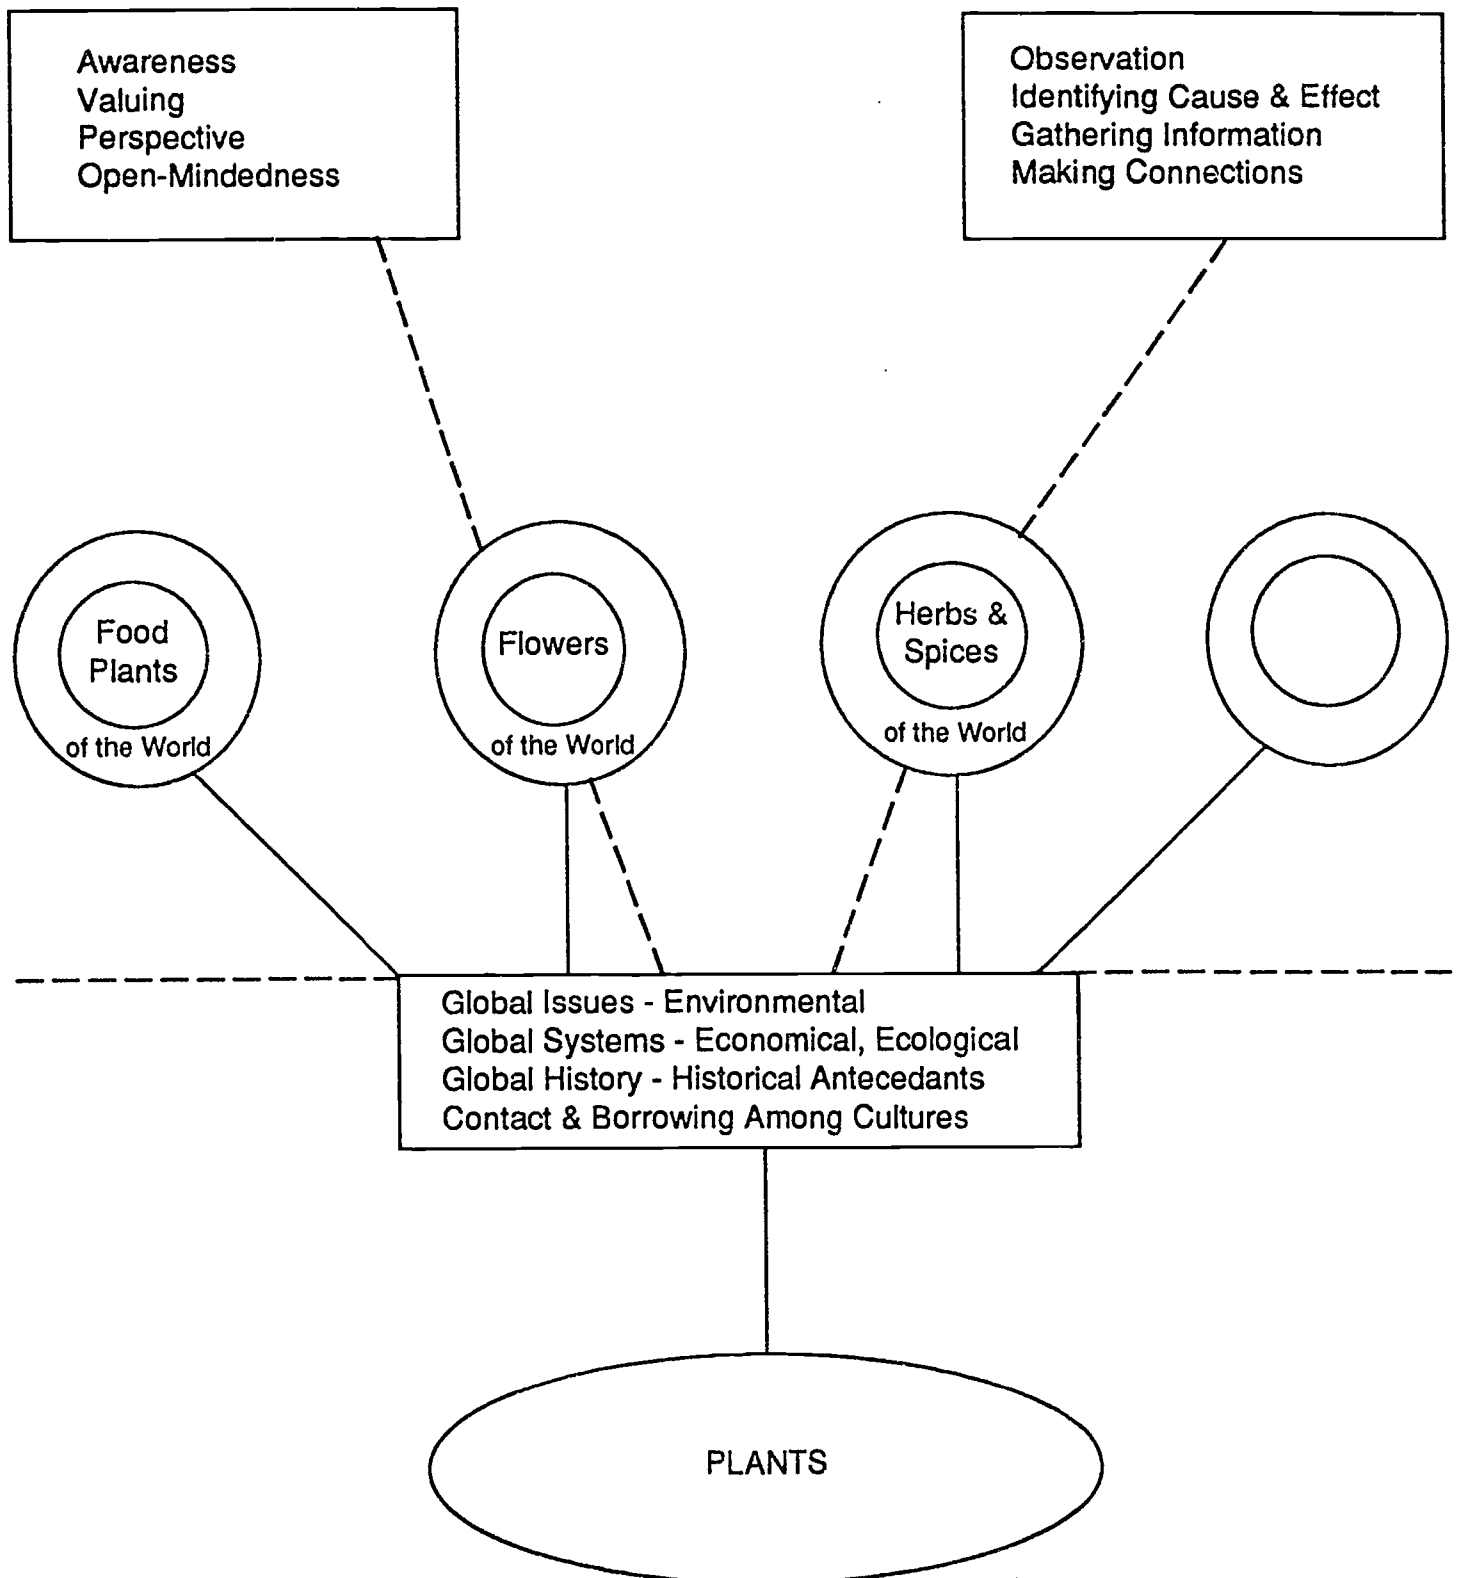 Awareness
Valuing
Perspective
Open-Mindedness
Observation
Identifying Cause & Effect
Gathering Information
Making Connections
Food
Plants
of the World
Flowers
of the World
Herbs &
Spices
of the World
Global Issues - Environmental
Global Systems - Economical, Ecological
Global History - Historical Antecedants
Contact & Borrowing Among Cultures
PLANTS